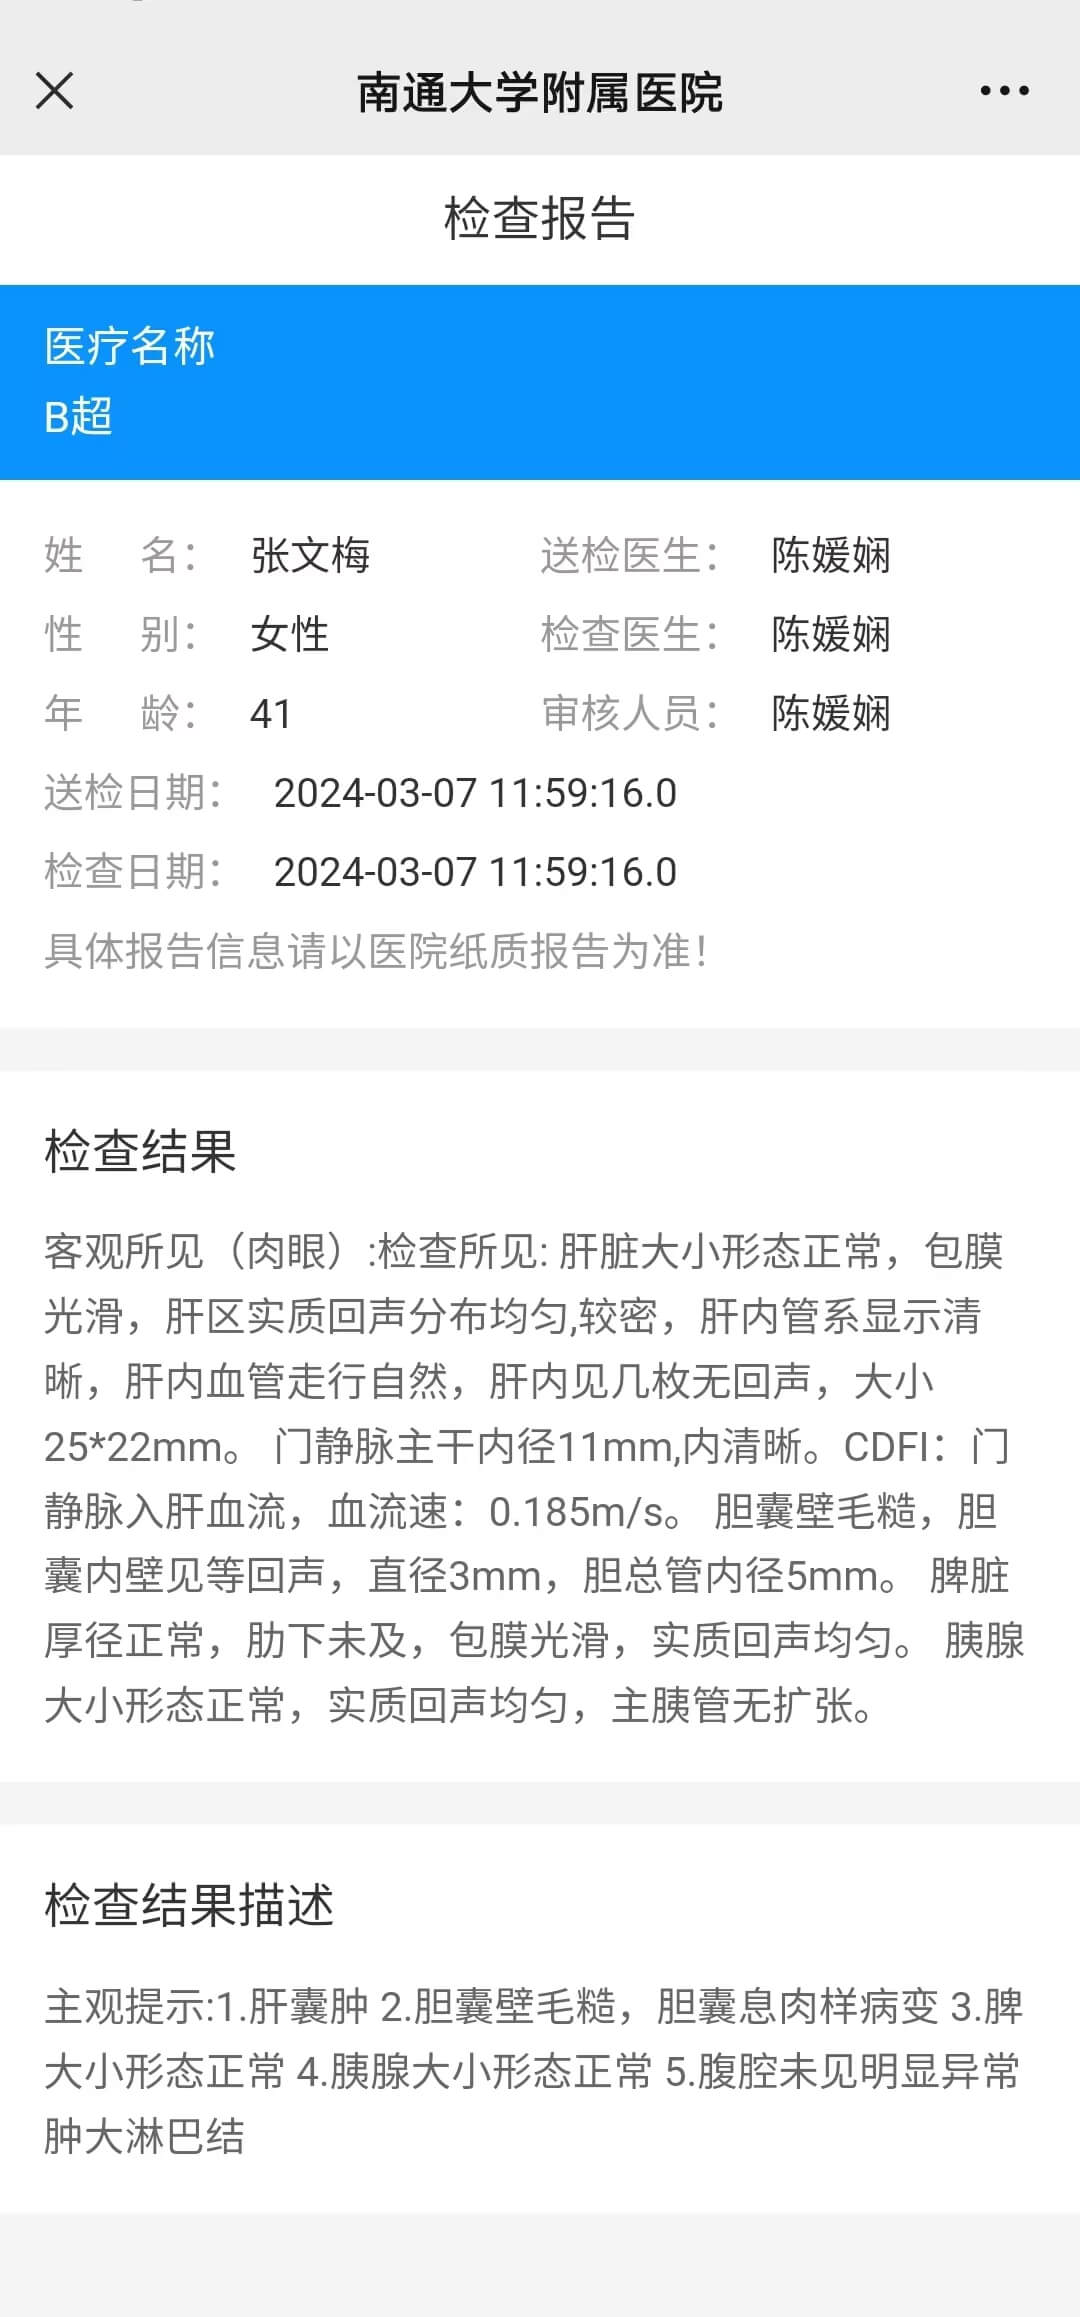 南通大学附属医院
检查报告
医疗名称
B超
姓 名： 张文梅 送检医生： 陈媛娴
性 别： 女性 检查医生： 陈媛娴
年 龄： 41 审核人员： 陈媛娴
送检日期： 2024-03-07 11:59:16.0
检查日期： 2024-03-07 11:59:16.0
具体报告信息请以医院纸质报告为准！
检查结果
客观所见（肉眼）:检查所见: 肝脏大小形态正常，包膜
光滑，肝区实质回声分布均匀,较密，肝内管系显示清
晰，肝内血管走行自然，肝内见几枚无回声，大小
25*22mm。 门静脉主干内径11mm,内清晰。CDFI：门
静脉入肝血流，血流速：0.185m/s。 胆囊壁毛糙，胆
囊内壁见等回声，直径3mm，胆总管内径5mm。 脾脏
厚径正常，肋下未及，包膜光滑，实质回声均匀。 胰腺
大小形态正常，实质回声均匀，主胰管无扩张。
检查结果描述
主观提示:1.肝囊肿 2.胆囊壁毛糙，胆囊息肉样病变 3.脾
大小形态正常 4.胰腺大小形态正常 5.腹腔未见明显异常
肿大淋巴结